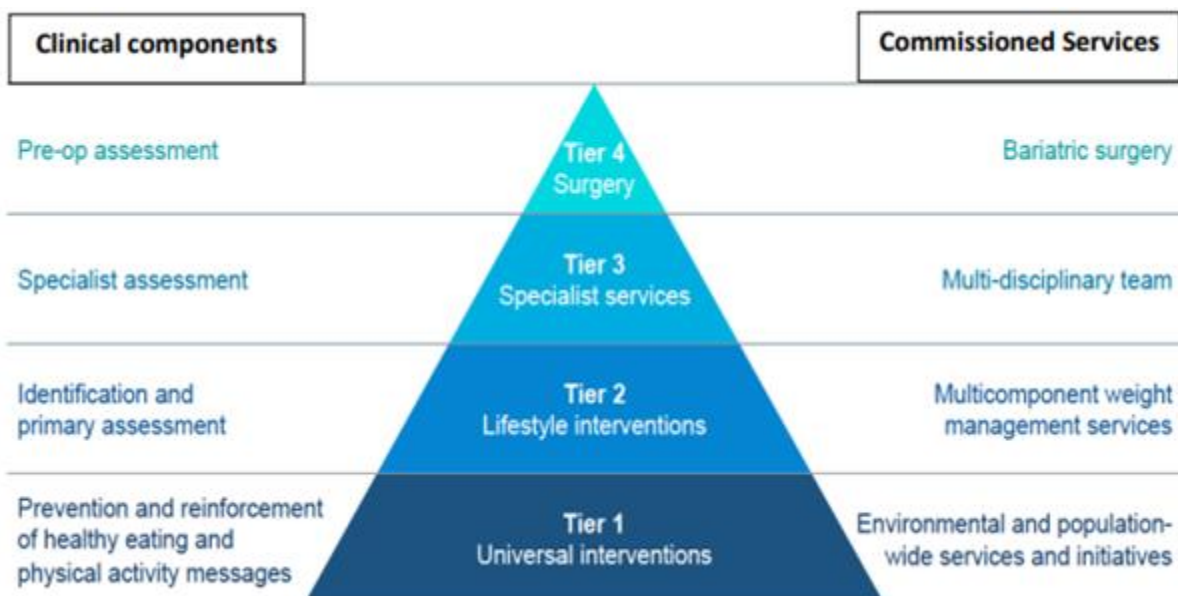 Clinical components
Commissioned Services
Pre-op assessment
Tier 4
Surgery
Bariatric surgery
Specialist assessment
Tier 3
Specialist services
Multi-disciplinary team
Identification and
primary assessment
Tier 2
Lifestyle interventions
Multicomponent weight
management services
Prevention and reinforcement
of healthy eating and
physical activity messages
Tier 1
Universal interventions
Environmental and population-
wide services and initiatives